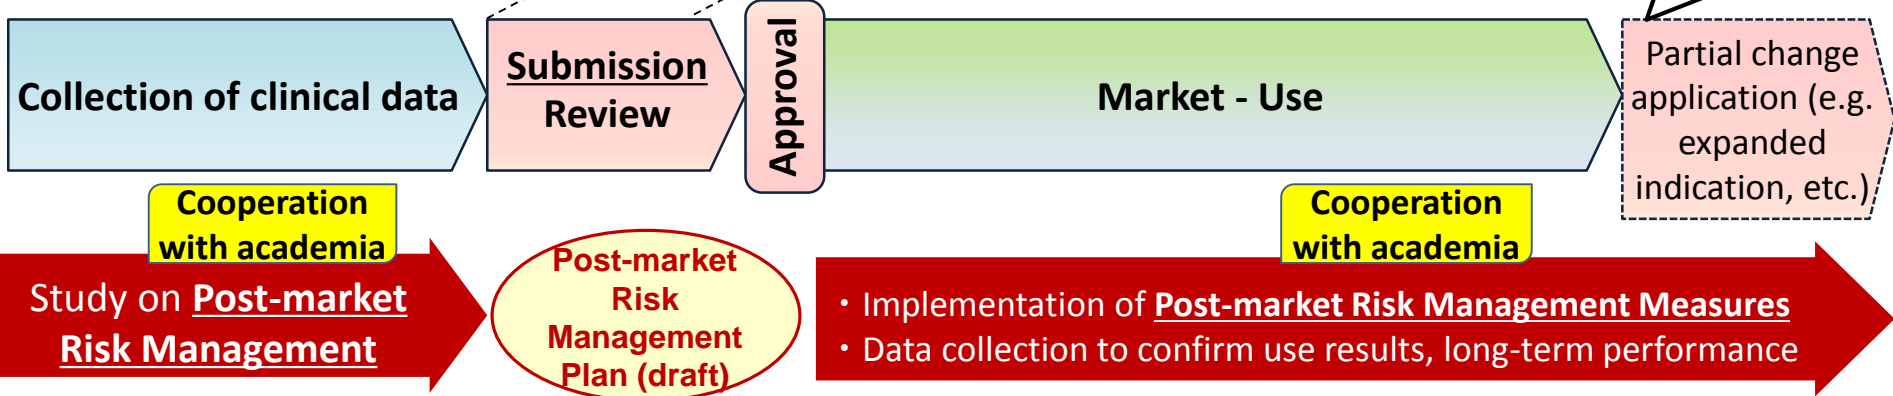 Collection of clinical data
Submission
Review
Approval
Market - Use
Partial change
application (e.g.
expanded
indication, etc.)
Cooperation
with academia
Cooperation
with academia
Study on Post-market
Risk Management
Post-market
Risk
Management
Plan (draft)
・Implementation of Post-market Risk Management Measures
・Data collection to confirm use results, long-term performance